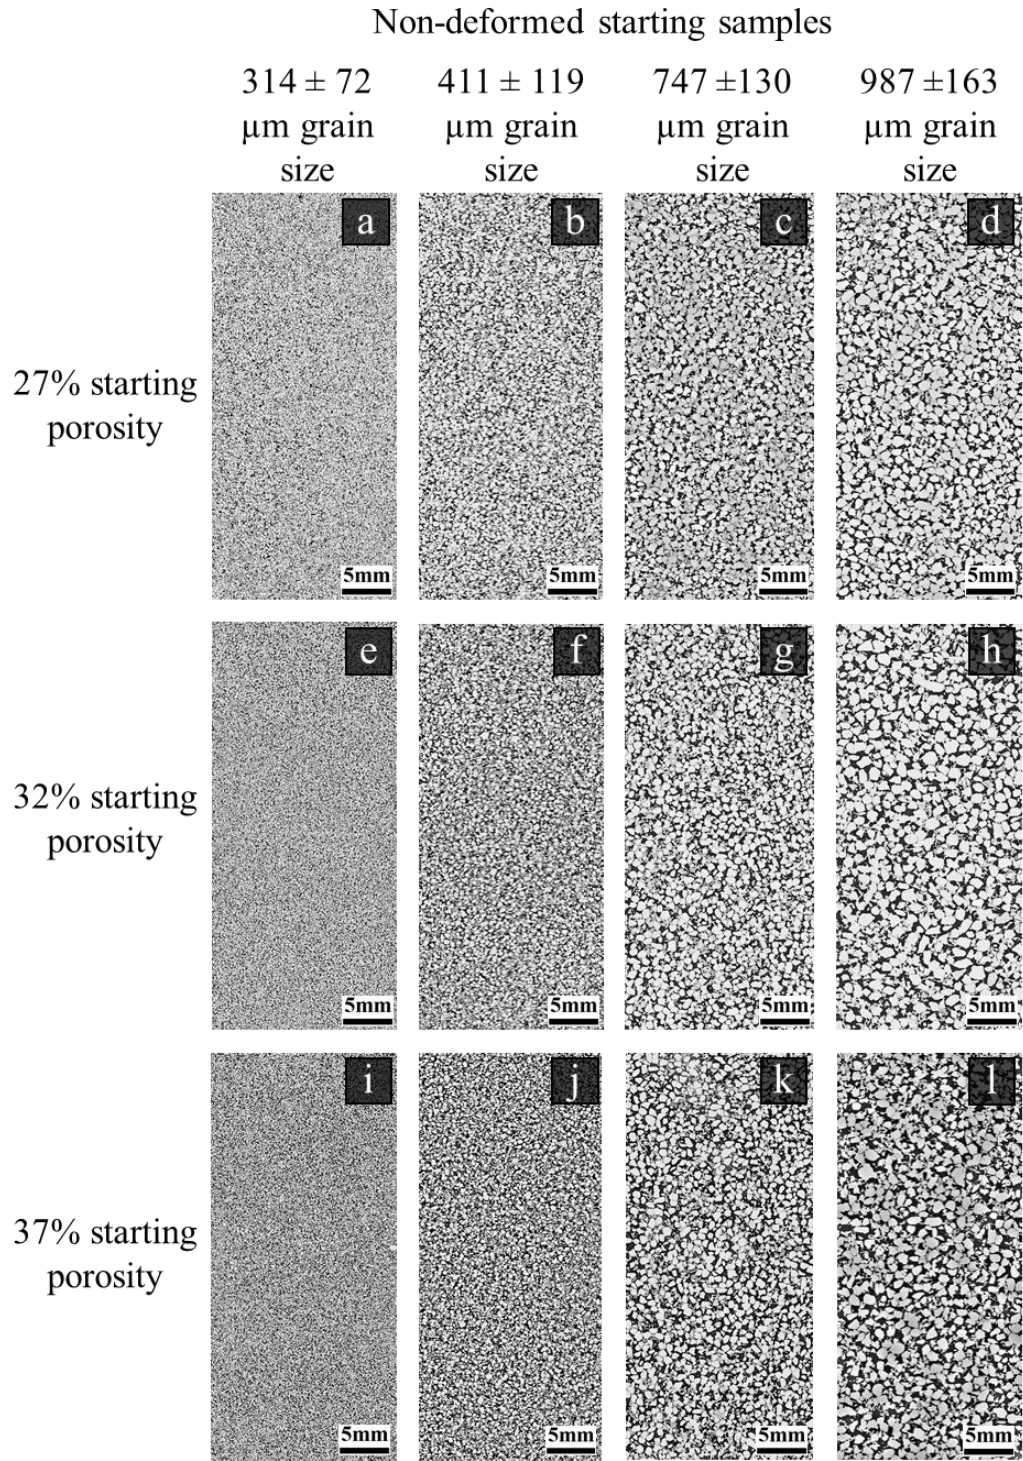 Non-deformed starting samples
314 ± 72
µm grain
size
411 ± 119
µm grain
size
747 ±130
µm grain
size
987 ±163
µm grain
size
27% starting
porosity
a
5mm
b
5mm
c
5mm
d
5mm
32% starting
porosity
e
5mm
f
5mm
g
5mm
h
5mm
37% starting
porosity
i
5mm
j
5mm
k
5mm
l
5mm